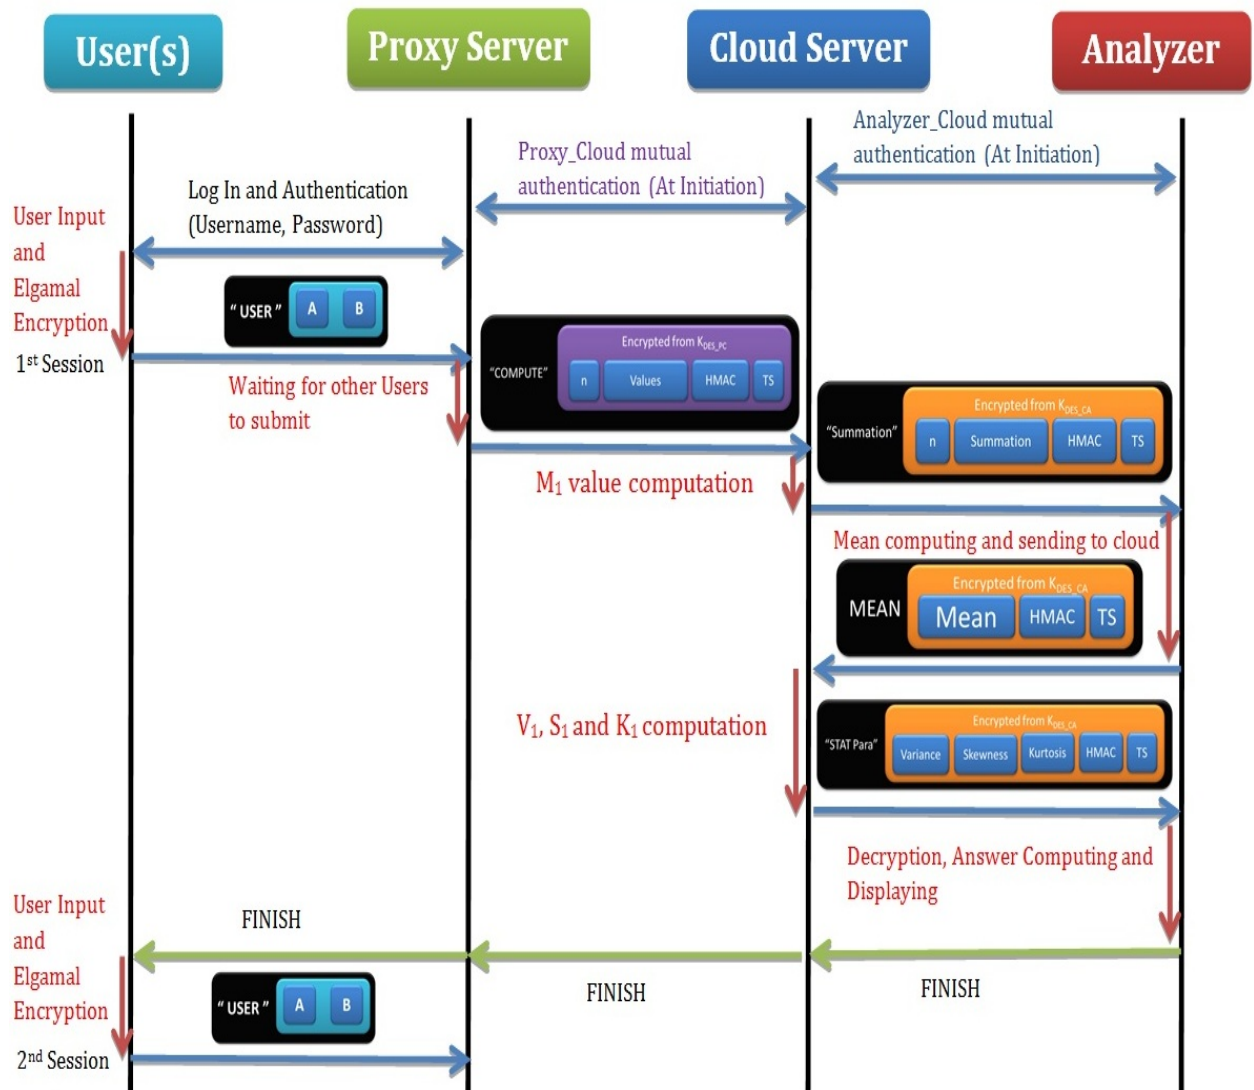 User(s)
Proxy Server
Cloud Server
Analyzer
Analyzer_Cloud mutual
authentication (At Initiation)
Proxy_Cloud mutual
authentication (At Initiation)
Log In and Authentication
(Username, Password)
User Input
and
Elgamal
Encryption
1st Session
" USER "
A
B
Waiting for other Users
to submit
"COMPUTE"
Encrypted from KDES_PC
n
Values
HMAC
TS
M1 value computation
"Summation"
Encrypted from KDES_CA
n
Summation
HMAC
TS
Mean computing and sending to cloud
MEAN
Encrypted from KDES_CA
Mean
HMAC
TS
V1, S1 and K1 computation
"STAT Para"
Encrypted from KDES_CA
Variance
Skewness
Kurtosis
HMAC
TS
Decryption, Answer Computing and
Displaying
FINISH
FINISH
FINISH
User Input
and
Elgamal
Encryption
" USER "
A
B
2nd Session